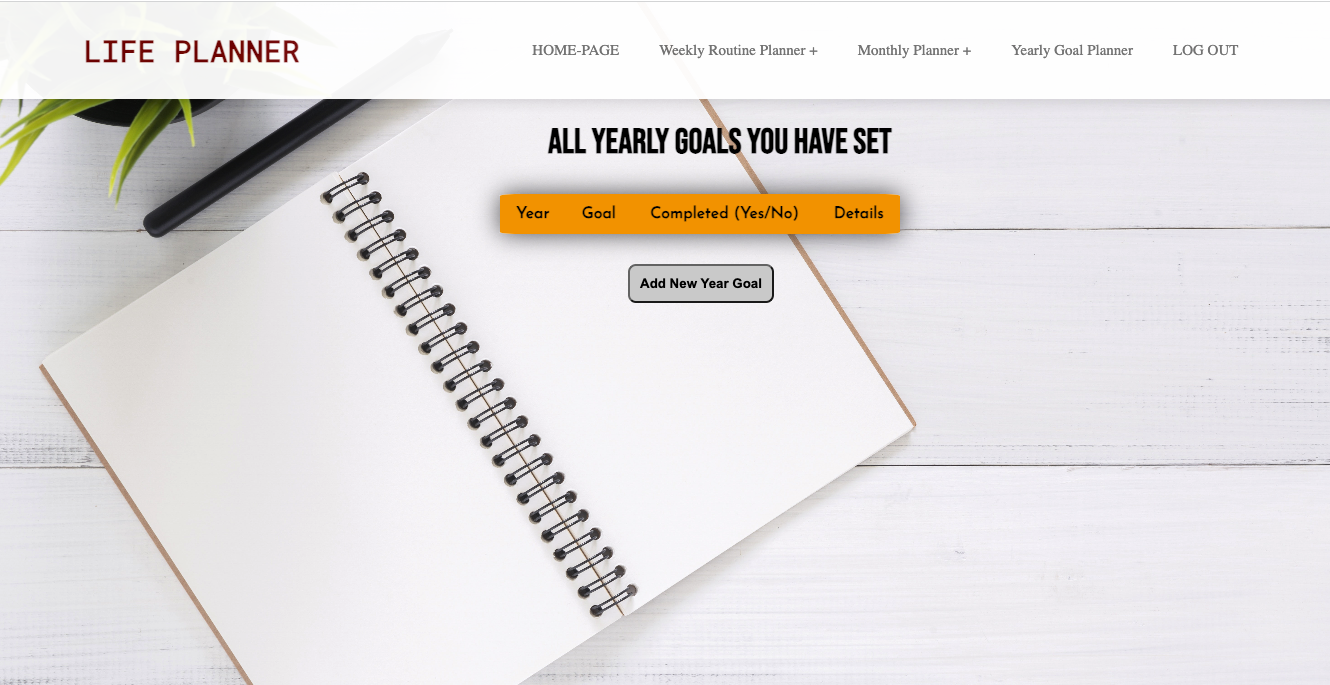 LIFE PLANNER
HOME-PAGE Weekly Routine Planner + Monthly Planner + Yearly Goal Planner LOG OUT
ALL YEARLY GOALS YOU HAVE SET
Year Goal Completed (Yes/No) Details
Add New Year Goal